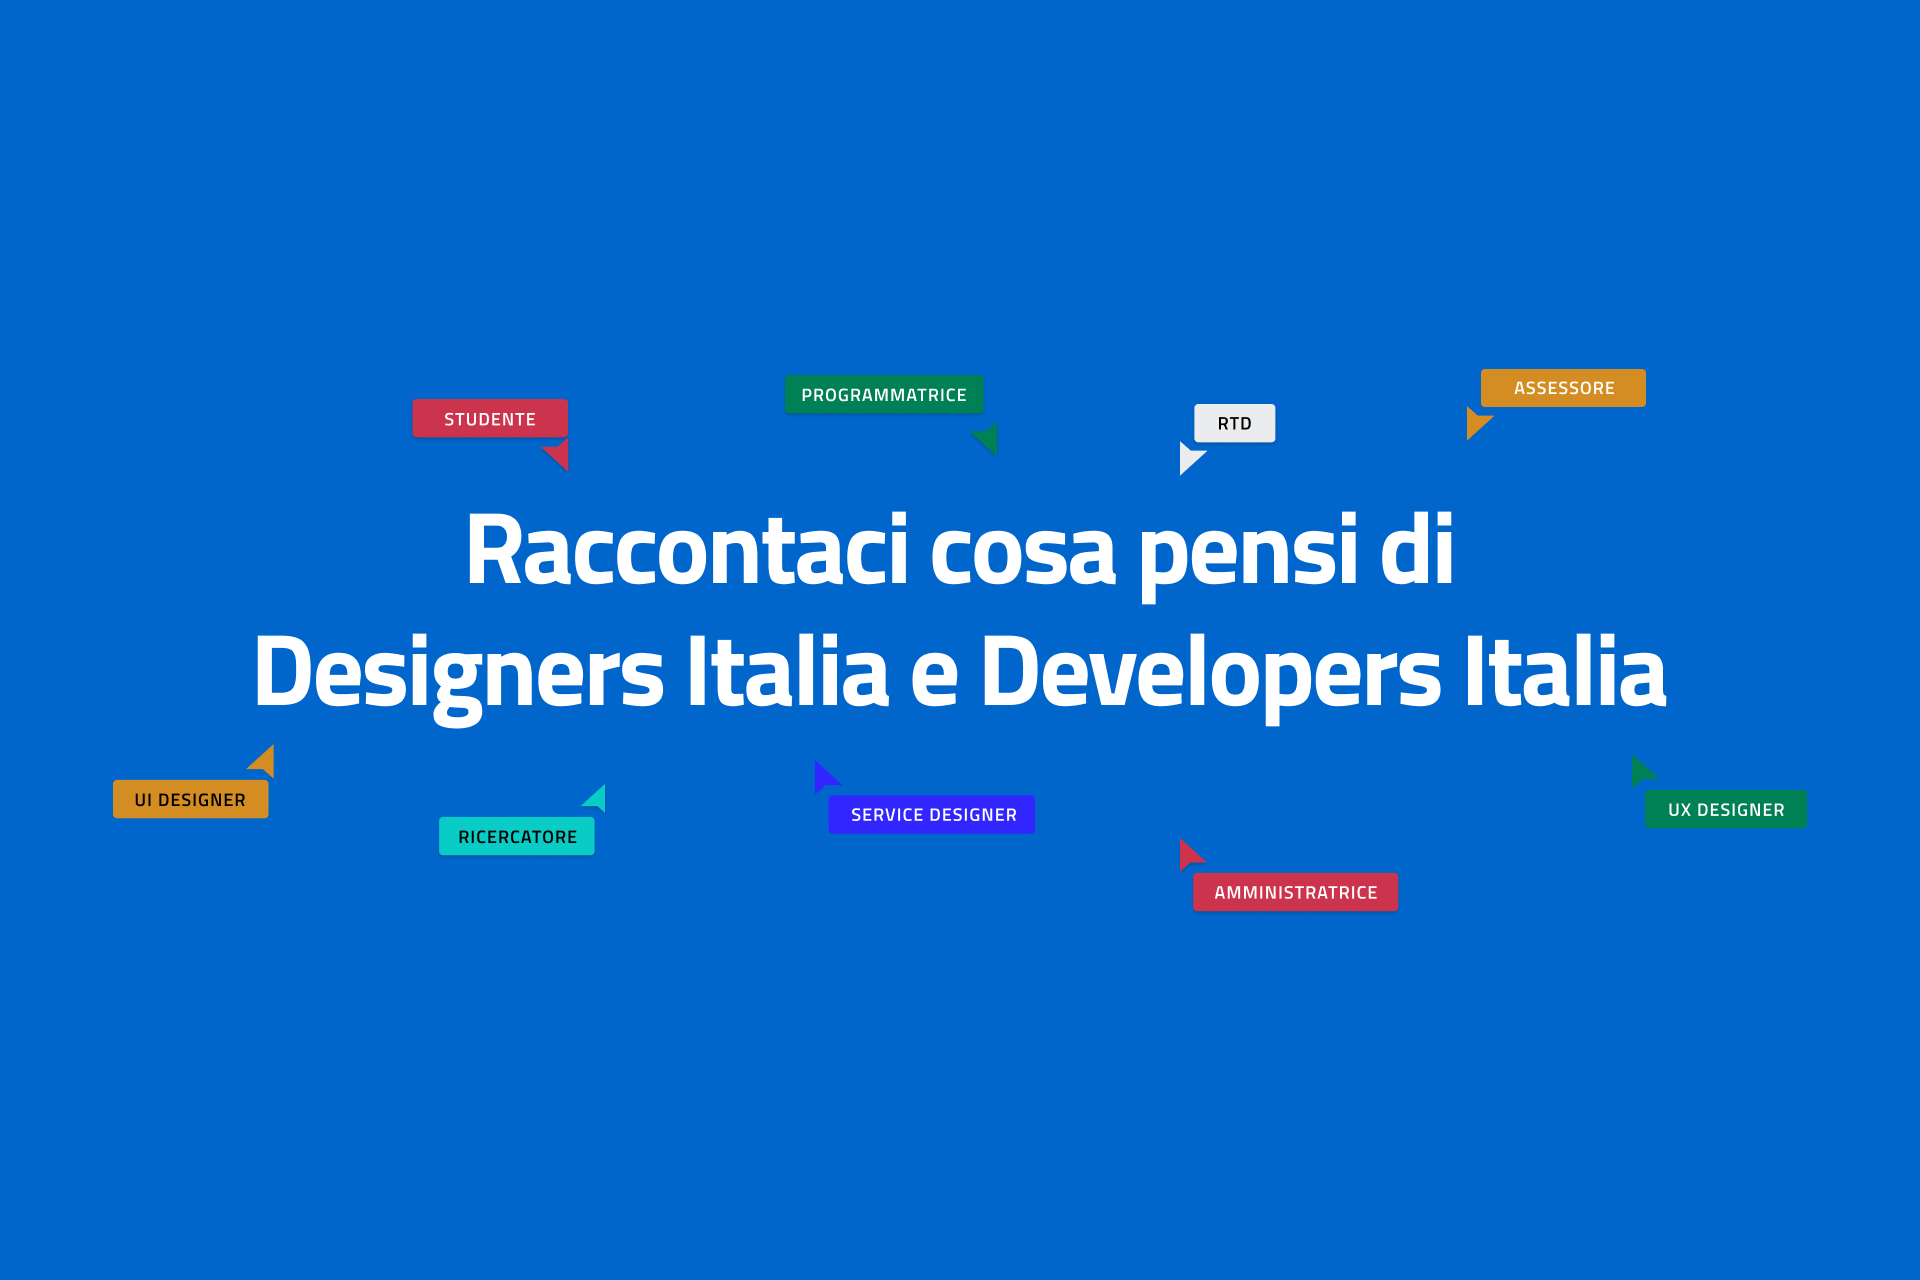 ASSESSORE
PROGRAMMATRICE
STUDENTE
RTD
Raccontaci cosa pensi di
Designers Italia e Developers Italia
UI DESIGNER
RICERCATORE
SERVICE DESIGNER
UX DESIGNER
AMMINISTRATRICE